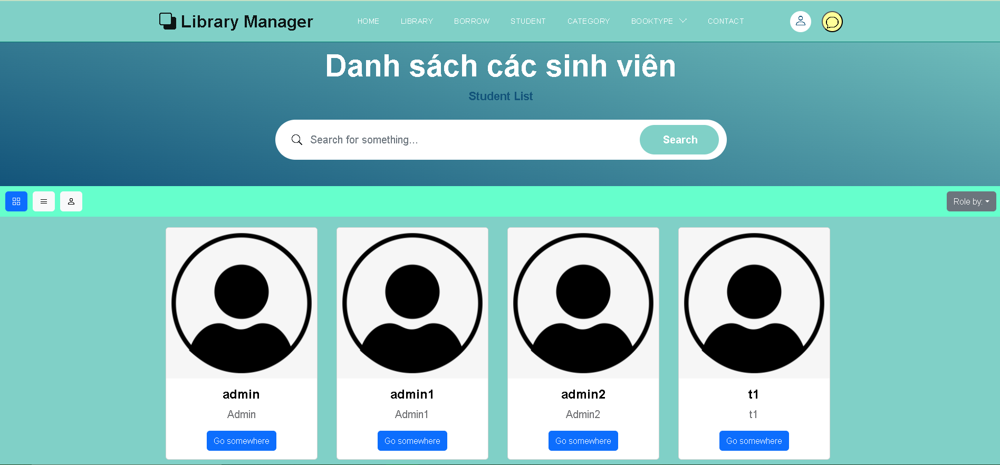 Library Manager HOME LIBRARY BORROW STUDENT CATEGORY BOOKTYPE CONTACT
Danh sách các sinh viên
Student List
Search for something... Search
Role by:
admin admin1 admin2 t1
Admin Admin1 Admin2 t1
Go somewhere Go somewhere Go somewhere Go somewhere